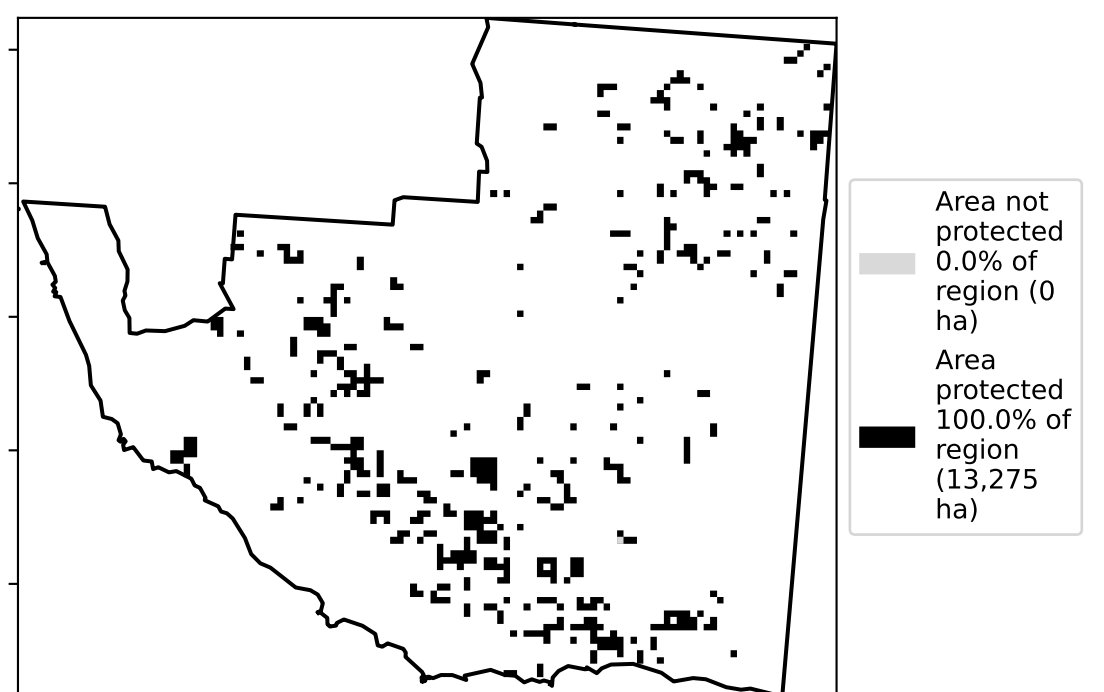 Area not
protected
0.0% of
region (0
ha)
Area
protected
100.0% of
region
(13,275
ha)